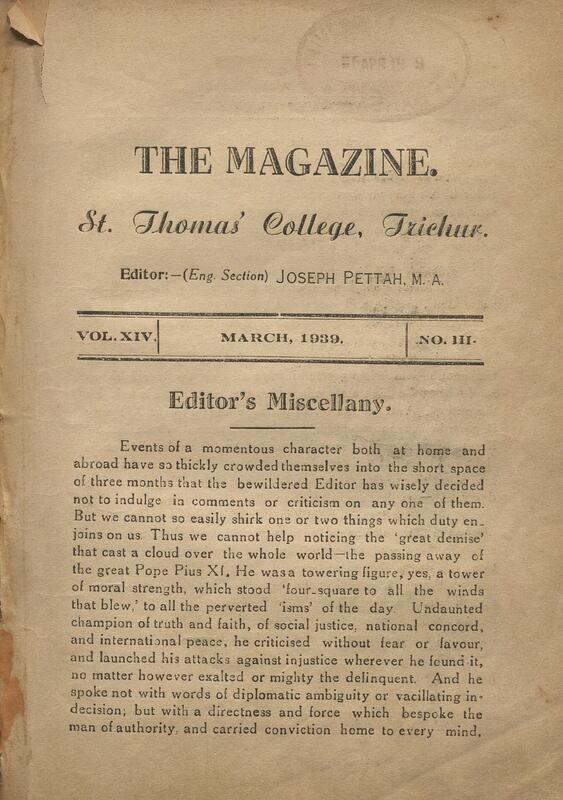 THE MAGAZINE.
St. Thomas' College, Trichur.
Editor:—(Eng. Section) JOSEPH PETTAH, M. A.
VOL. XIV. MARCH, 1939. NO. III.
Editor's Miscellany.
Events of a momentous character both at home and
abroad have so thickly crowded themselves into the short space
of three months that the bewildered Editor has wisely decided
not to indulge in comments or criticism on any one of them.
But we cannot so easily shirk one or two things which duty en-
joins on us. Thus we cannot help noticing the 'great demise'
that cast a cloud over the whole world—the passing away of
the great Pope Pius XI. He was a towering figure, yes, a tower
of moral strength, which stood 'four-square to all the winds
that blew,' to all the perverted 'isms' of the day. Undaunted
champion of truth and faith, of social justice, national concord,
and international peace, he criticised without fear or favour,
and launched his attacks against injustice wherever he found it,
no matter however exalted or mighty the delinquent. And he
spoke not with words of diplomatic ambiguity or vacillating in-
decision; but with a directness and force which bespoke the
man of authority, and carried conviction home to every mind,